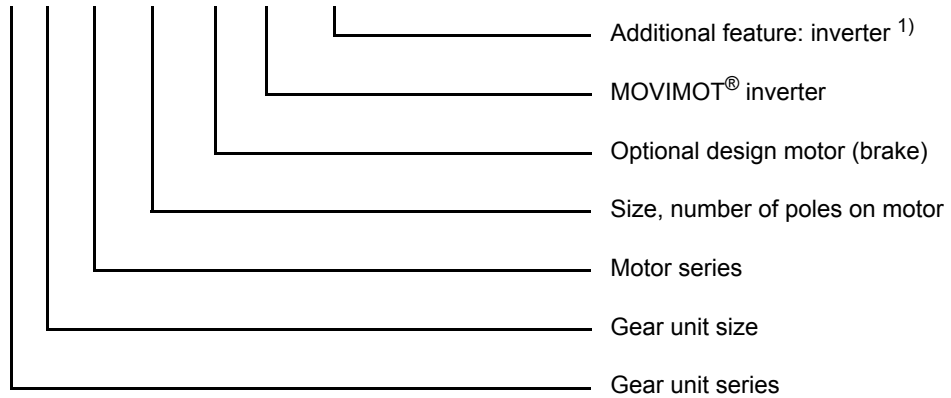 Additional feature: inverter 1)
MOVIMOT® inverter
Optional design motor (brake)
Size, number of poles on motor
Motor series
Gear unit size
Gear unit series